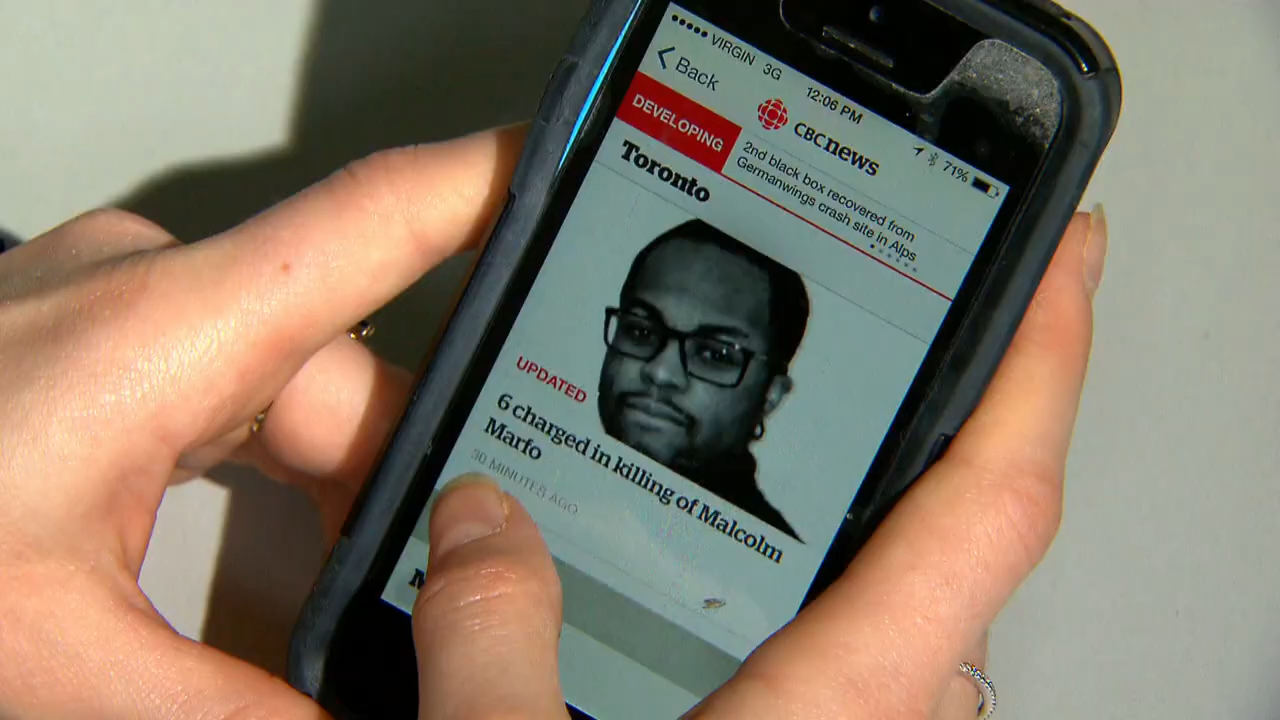 VIRGIN 3G
12:06 PM
71%
Back
CBCnews
DEVELOPING
2nd black box recovered from
Germanwings crash site in Alps
Toronto
UPDATED
6 charged in killing of Malcolm
Marfo
30 MINUTES AGO